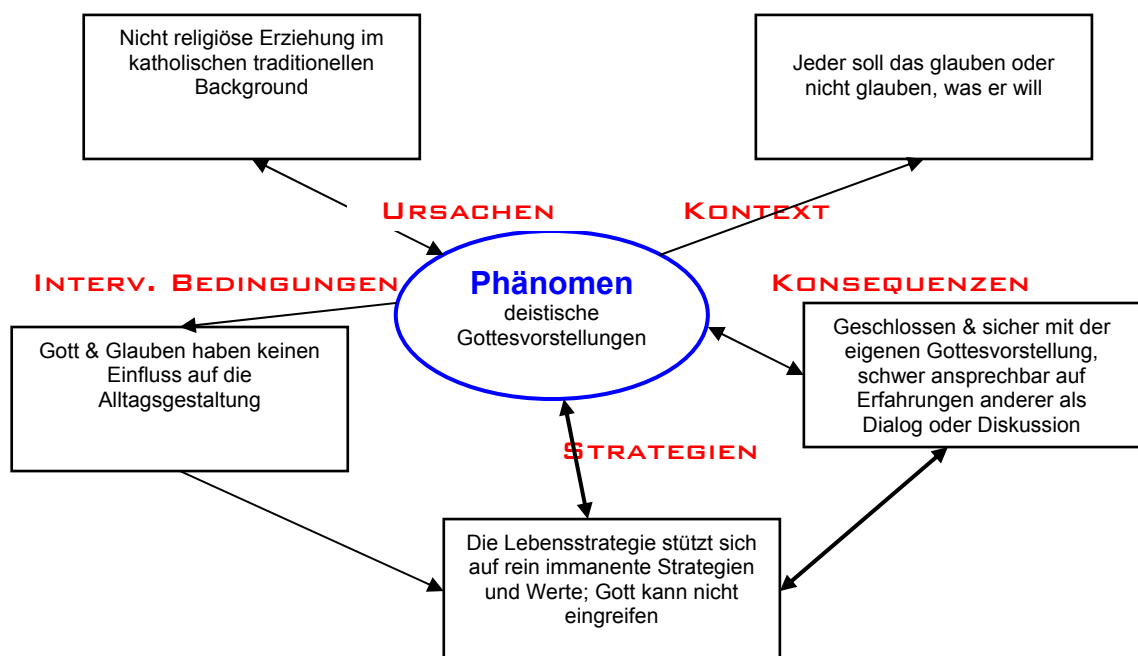 Nicht religiöse Erziehung im
katholischen traditionellen
Background
Jeder soll das glauben oder
nicht glauben, was er will
URSACHEN
KONTEXT
INTERV. BEDINGUNGEN
Phänomen
deistische
Gottesvorstellungen
KONSEQUENZEN
Gott & Glauben haben keinen
Einfluss auf die
Alltagsgestaltung
Geschlossen & sicher mit der
eigenen Gottesvorstellung,
schwer ansprechbar auf
Erfahrungen anderer als
Dialog oder Diskussion
STRATEGIEN
Die Lebensstrategie stützt sich
auf rein immanente Strategien
und Werte; Gott kann nicht
eingreifen